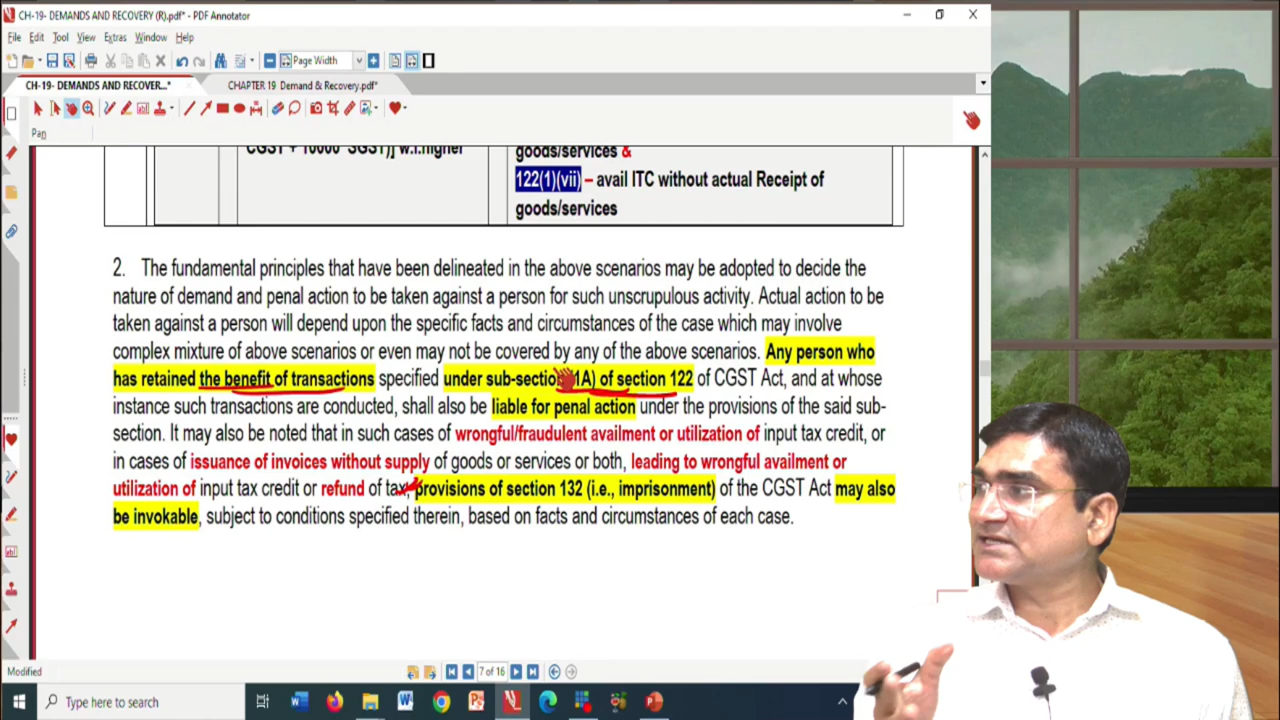 CH-19- DEMANDS AND RECOVERY (R).pdf* - PDF Annotator
File Edit Tool View Extras Window Help
Page Width
CH-19- DEMANDS AND RECOVER...* CHAPTER 19 Demand & Recovery.pdf*
Pan
CGST + 10000 SGST)] w.i.higher
goods/services &
122(1)(vii) – avail ITC without actual Receipt of
goods/services
2. The fundamental principles that have been delineated in the above scenarios may be adopted to decide the
nature of demand and penal action to be taken against a person for such unscrupulous activity. Actual action to be
taken against a person will depend upon the specific facts and circumstances of the case which may involve
complex mixture of above scenarios or even may not be covered by any of the above scenarios. Any person who
has retained the benefit of transactions specified under sub-section 1A) of section 122 of CGST Act, and at whose
instance such transactions are conducted, shall also be liable for penal action under the provisions of the said sub-
section. It may also be noted that in such cases of wrongful/fraudulent availment or utilization of input tax credit, or
in cases of issuance of invoices without supply of goods or services or both, leading to wrongful availment or
utilization of input tax credit or refund of tax, provisions of section 132 (i.e., imprisonment) of the CGST Act may also
be invokable, subject to conditions specified therein, based on facts and circumstances of each case.
Modified
7 of 16
Type here to search